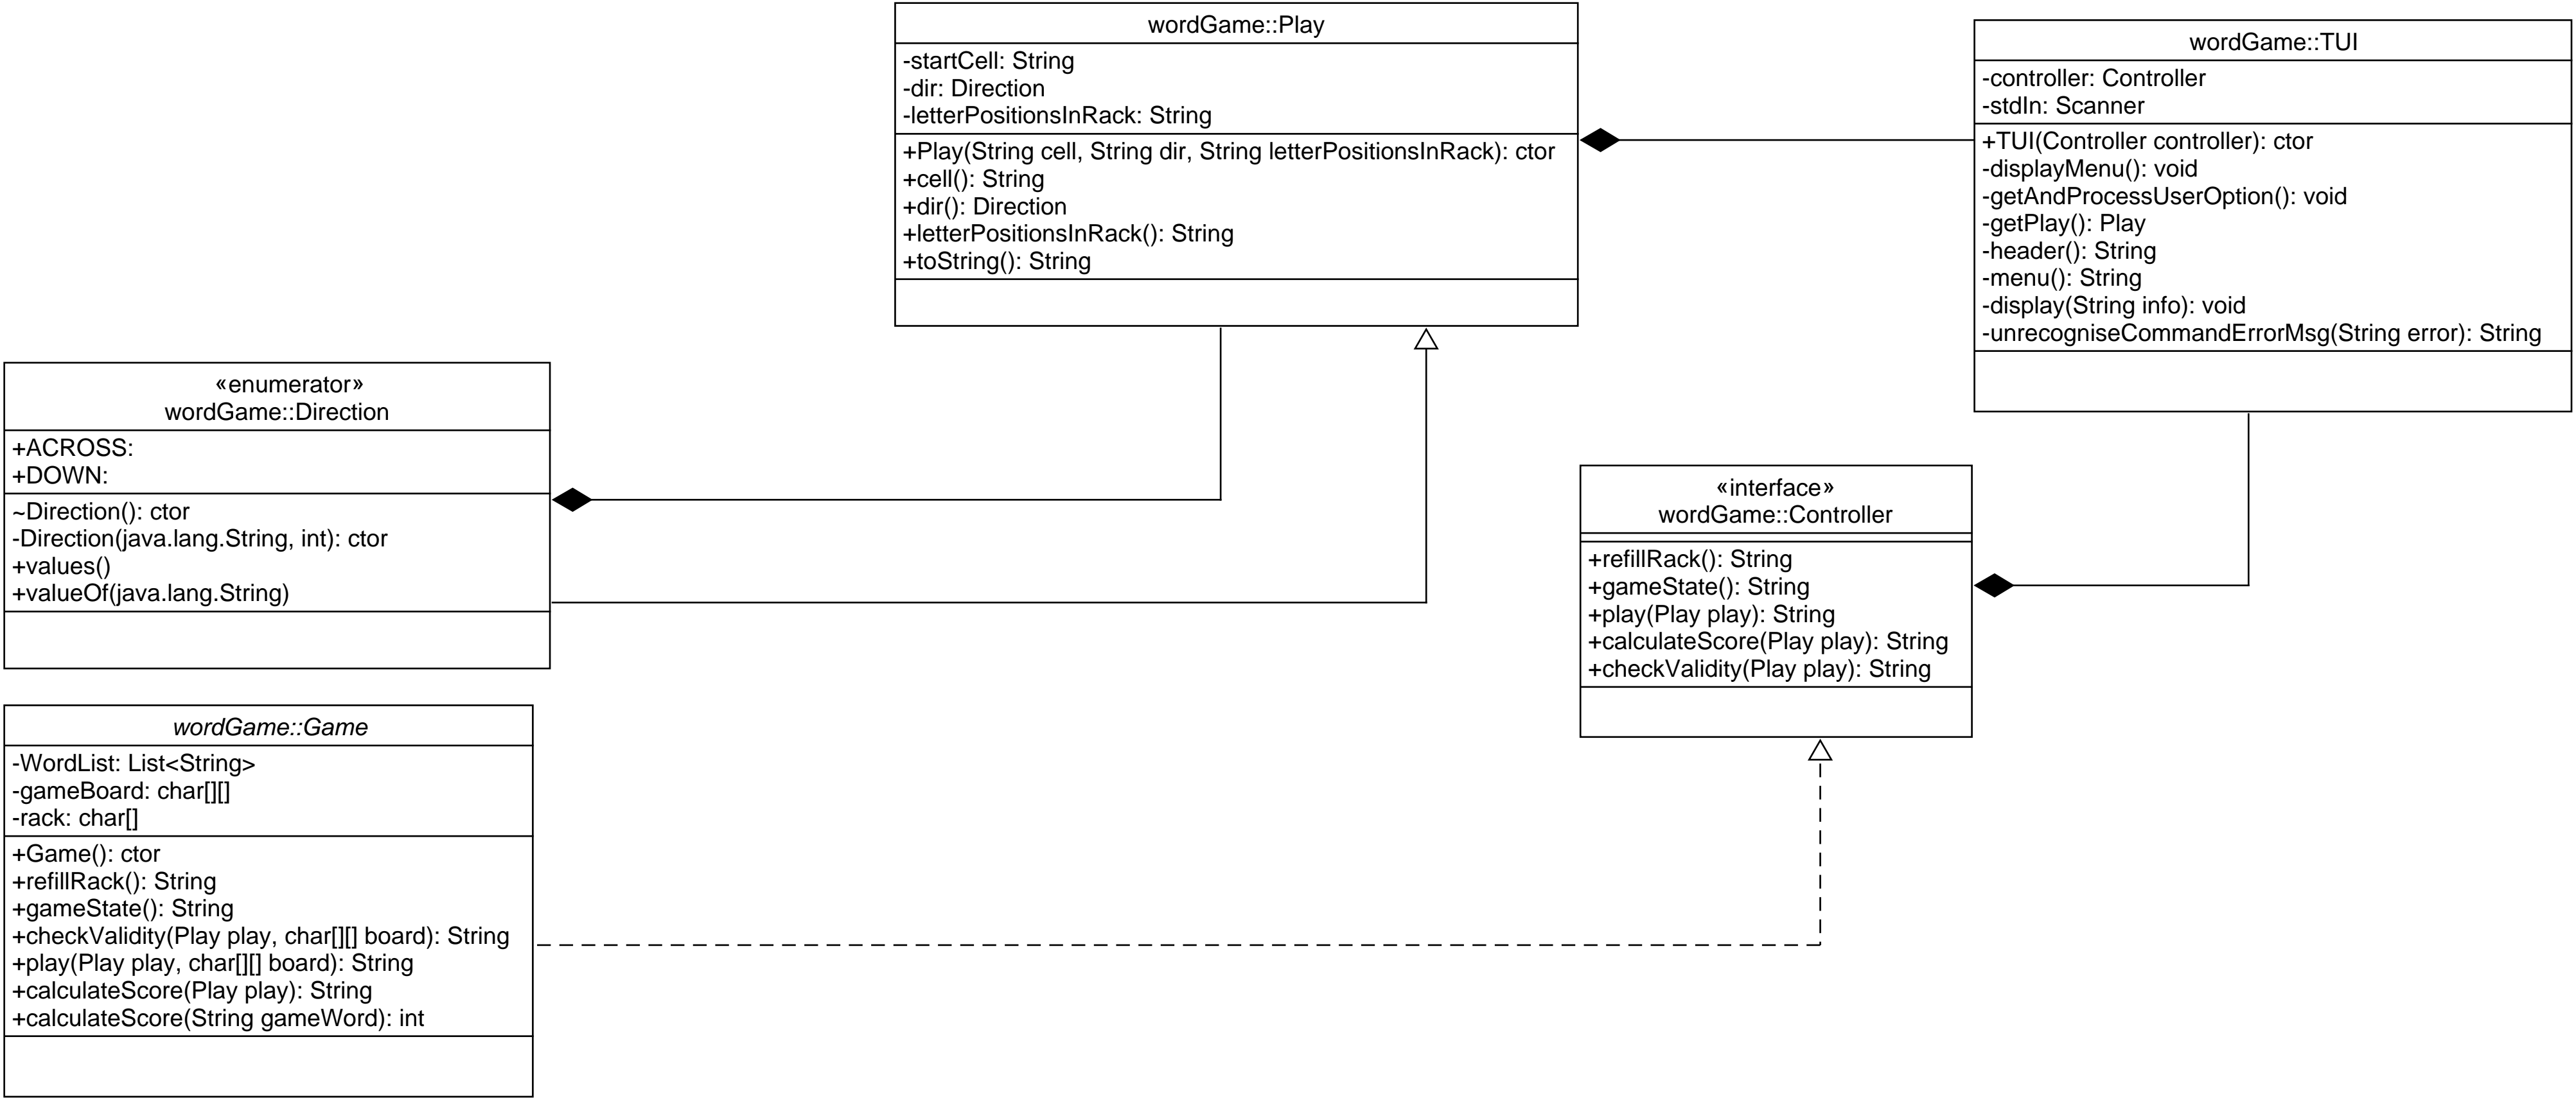 wordGame::Play
-startCell: String
-dir: Direction
-letterPositionsInRack: String
+Play(String cell, String dir, String letterPositionsInRack): ctor
+cell(): String
+dir(): Direction
+letterPositionsInRack(): String
+toString(): String
wordGame::TUI
-controller: Controller
-stdIn: Scanner
+TUI(Controller controller): ctor
-displayMenu(): void
-getAndProcessUserOption(): void
-getPlay(): Play
-header(): String
-menu(): String
-display(String info): void
-unrecogniseCommandErrorMsg(String error): String
«enumerator»
wordGame::Direction
+ACROSS:
+DOWN:
~Direction(): ctor
-Direction(java.lang.String, int): ctor
+values()
+valueOf(java.lang.String)
«interface»
wordGame::Controller
+refillRack(): String
+gameState(): String
+play(Play play): String
+calculateScore(Play play): String
+checkValidity(Play play): String
wordGame::Game
-WordList: List<String>
-gameBoard: char[][]
-rack: char[]
+Game(): ctor
+refillRack(): String
+gameState(): String
+checkValidity(Play play, char[][] board): String
+play(Play play, char[][] board): String
+calculateScore(Play play): String
+calculateScore(String gameWord): int